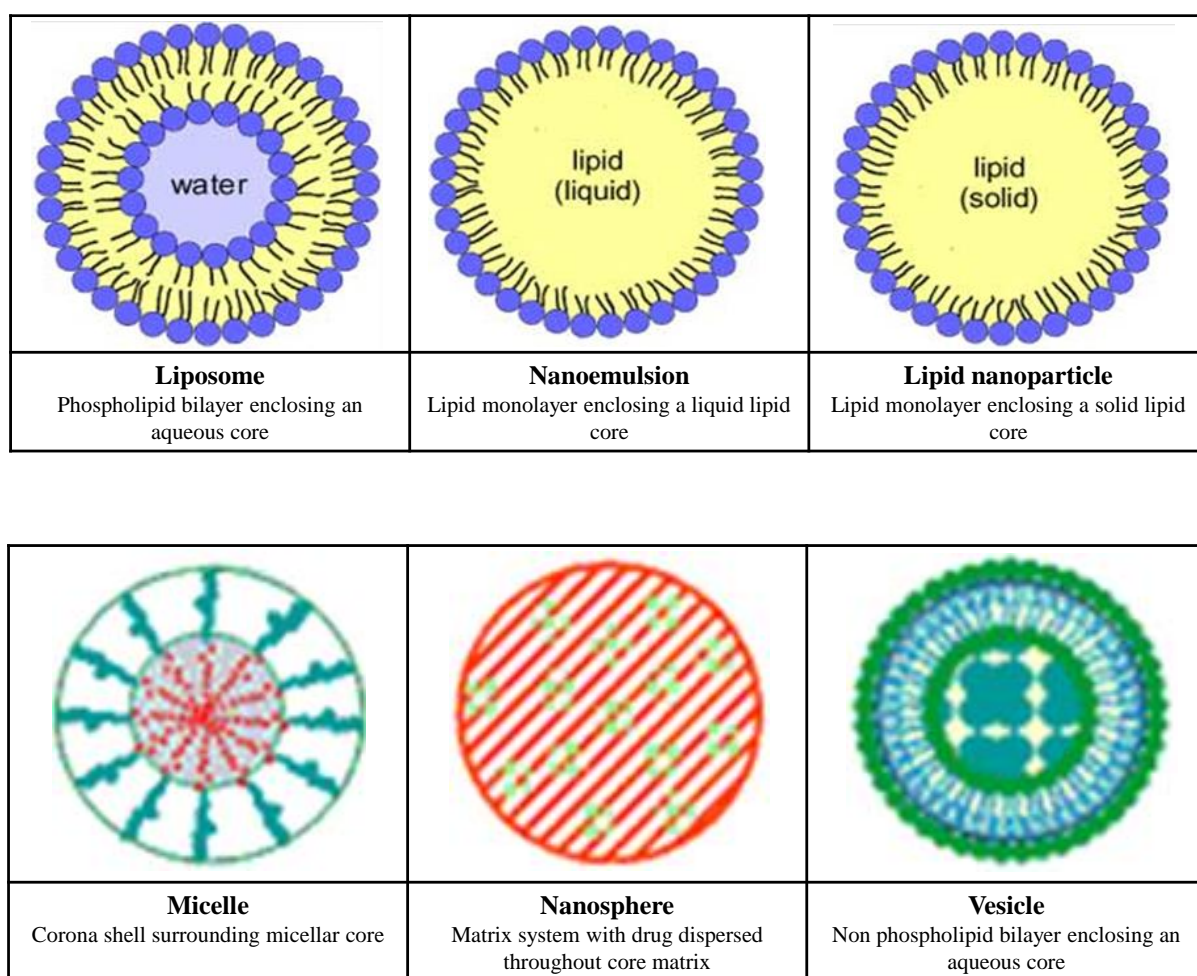 water
lipid
(liquid)
lipid
(solid)
Liposome
Phospholipid bilayer enclosing an
aqueous core
Nanoemulsion
Lipid monolayer enclosing a liquid lipid
core
Lipid nanoparticle
Lipid monolayer enclosing a solid lipid
core
Micelle
Corona shell surrounding micellar core
Nanosphere
Matrix system with drug dispersed
throughout core matrix
Vesicle
Non phospholipid bilayer enclosing an
aqueous core